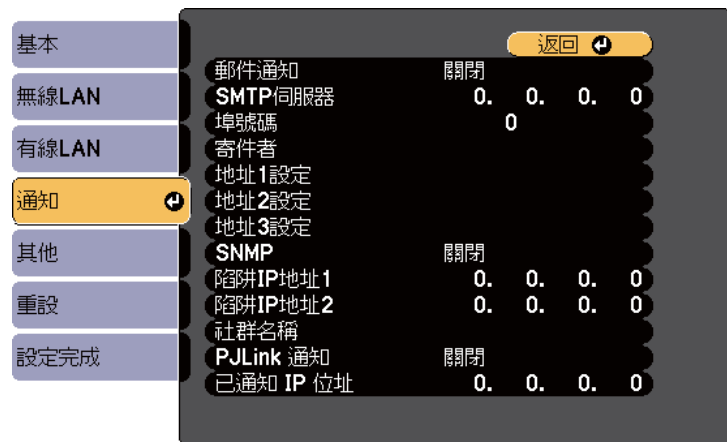 基本
無線LAN
有線LAN
通知
其他
重設
設定完成
返回
郵件通知 關閉
SMTP伺服器 0. 0. 0. 0
埠號碼 0
寄件者
地址1設定
地址2設定
地址3設定
SNMP 關閉
陷阱IP地址1 0. 0. 0. 0
陷阱IP地址2 0. 0. 0. 0
社群名稱
PJLink 通知 關閉
已通知 IP 位址 0. 0. 0. 0